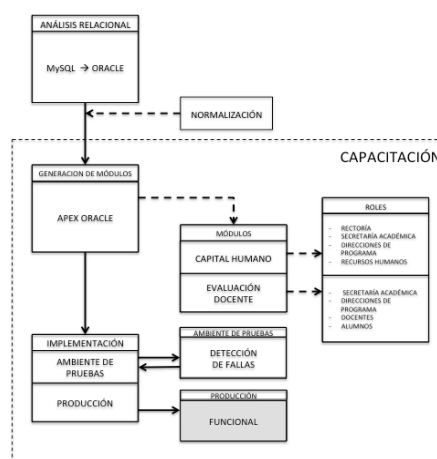 ANÁLISIS RELACIONAL
MySQL → ORACLE
NORMALIZACIÓN
CAPACITACIÓN
GENERACION DE MÓDULOS
APEX ORACLE
MÓDULOS
CAPITAL HUMANO
EVALUACIÓN
DOCENTE
ROLES
- RECTORÍA
- SECRETARÍA ACADÉMICA
- DIRECCIONES DE
PROGRAMA
- RECURSOS HUMANOS
- SECRETARÍA ACADÉMICA
- DIRECCIONES DE
PROGRAMA
- DOCENTES
- ALUMNOS
IMPLEMENTACIÓN
AMBIENTE DE
PRUEBAS
PRODUCCIÓN
AMBIENTE DE PRUEBAS
DETECCIÓN
DE FALLAS
PRODUCCIÓN
FUNCIONAL